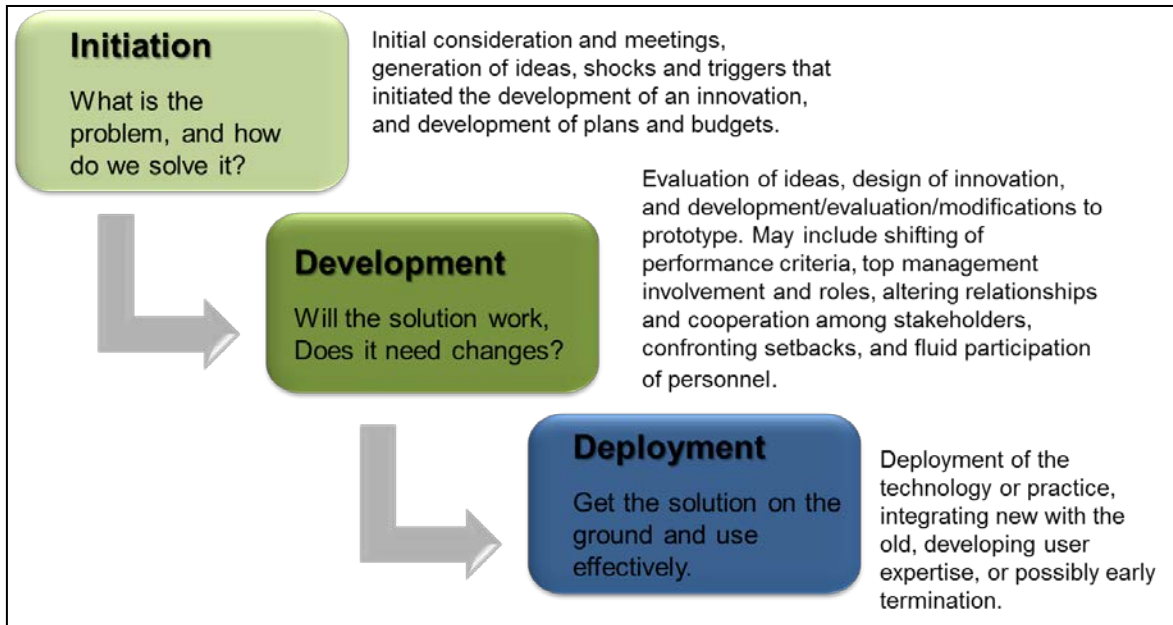 Initiation
What is the
problem, and how
do we solve it?
Initial consideration and meetings,
generation of ideas, shocks and triggers that
initiated the development of an innovation,
and development of plans and budgets.
Development
Will the solution work,
Does it need changes?
Evaluation of ideas, design of innovation,
and development/evaluation/modifications to
prototype. May include shifting of
performance criteria, top management
involvement and roles, altering relationships
and cooperation among stakeholders,
confronting setbacks, and fluid participation
of personnel.
Deployment
Get the solution on the
ground and use
effectively.
Deployment of the
technology or practice,
integrating new with the
old, developing user
expertise, or possibly early
termination.